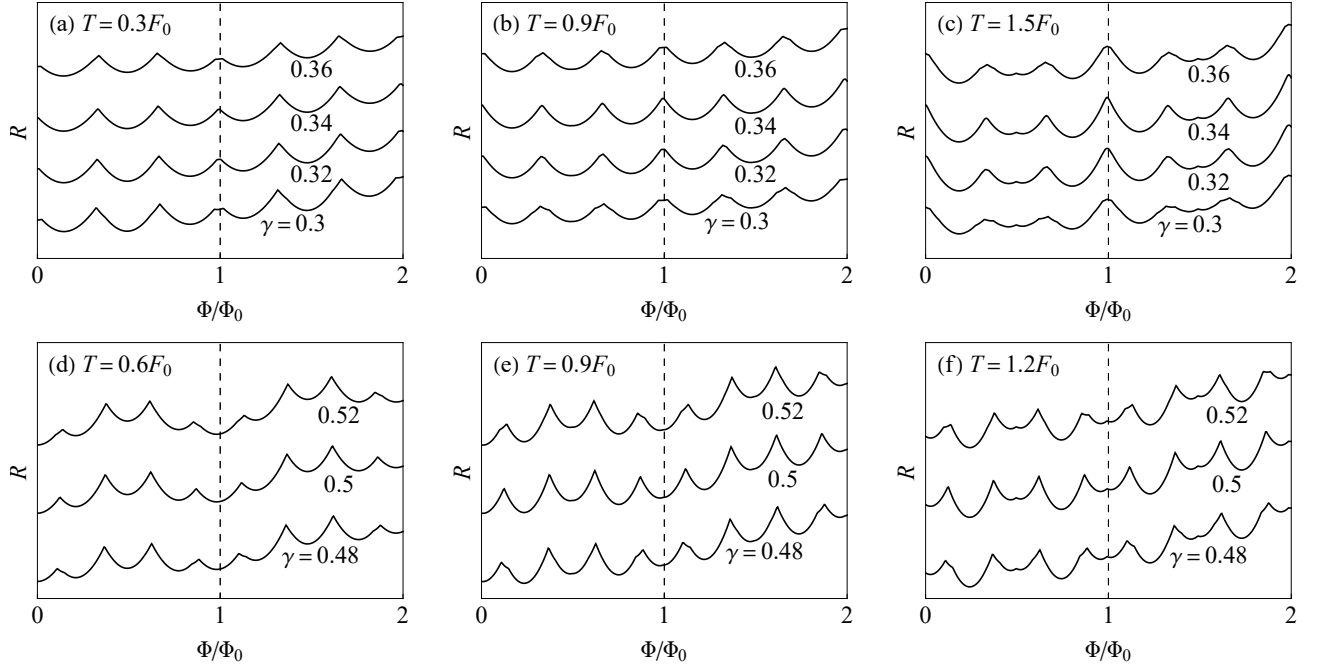 (a) T = 0.3F₀
0.36
0.34
0.32
γ = 0.3
R
0 1 2
Φ/Φ₀
(b) T = 0.9F₀
0.36
0.34
0.32
γ = 0.3
R
0 1 2
Φ/Φ₀
(c) T = 1.5F₀
0.36
0.34
0.32
γ = 0.3
R
0 1 2
Φ/Φ₀
(d) T = 0.6F₀
0.52
0.5
γ = 0.48
R
0 1 2
Φ/Φ₀
(e) T = 0.9F₀
0.52
0.5
γ = 0.48
R
0 1 2
Φ/Φ₀
(f) T = 1.2F₀
0.52
0.5
γ = 0.48
R
0 1 2
Φ/Φ₀